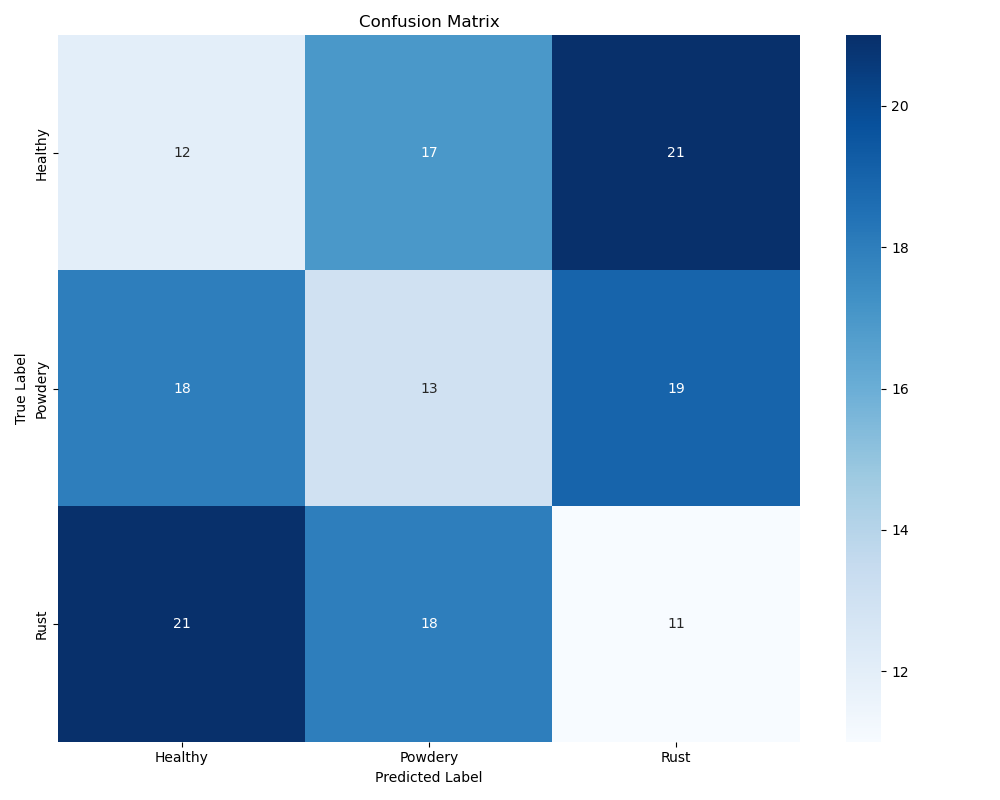 Confusion Matrix
True Label
Healthy
12 17 21
Powdery
18 13 19
Rust
21 18 11
Healthy Powdery Rust
Predicted Label
20
18
16
14
12